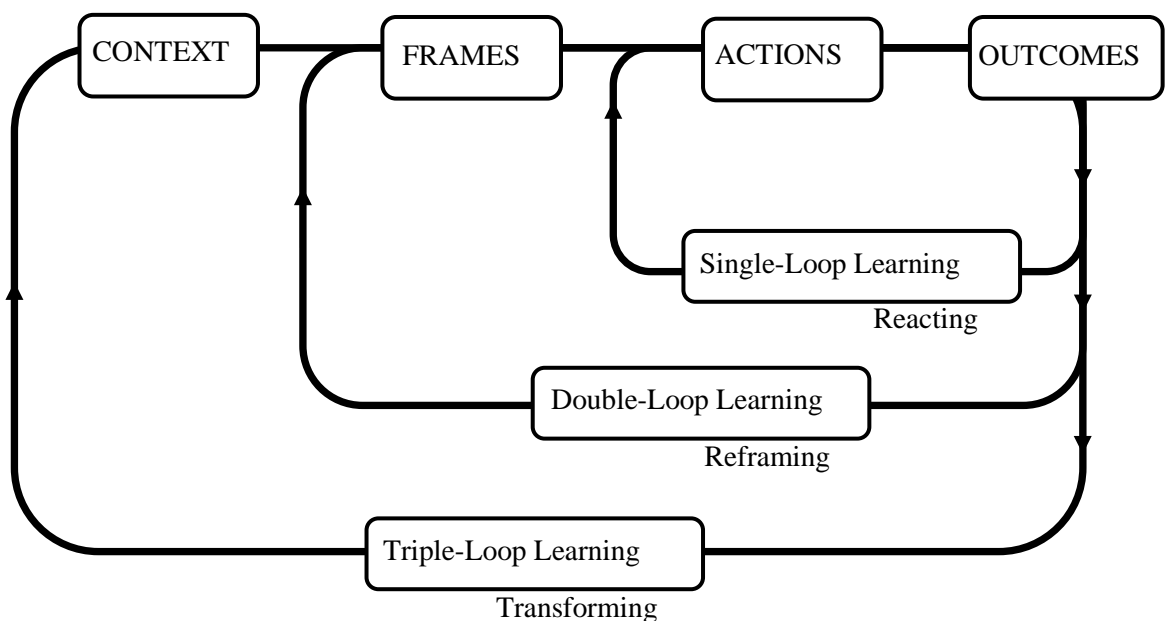 CONTEXT
FRAMES
ACTIONS
OUTCOMES
Single-Loop Learning
Reacting
Double-Loop Learning
Reframing
Triple-Loop Learning
Transforming